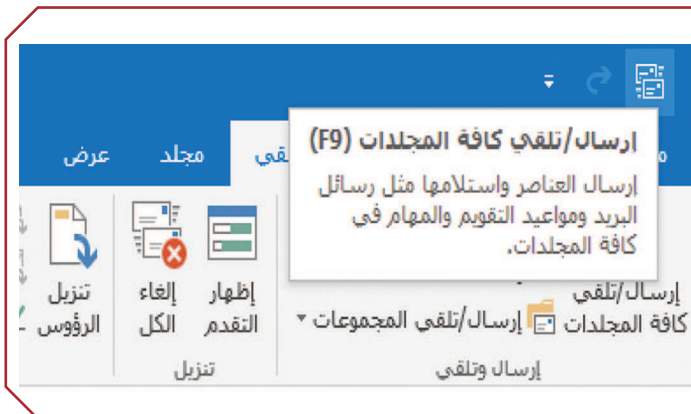 مجلد
عرض
إرسال/تلقي كافة المجلدات (F9)
إرسال العناصر واستلامها مثل رسائل
البريد ومواعيد التقويم والمهام في
كافة المجلدات.
إرسال/تلقي
كافة المجلدات
إرسال/تلقي المجموعات
إظهار
التقدم
إلغاء
الكل
تنزيل
الرؤوس
إرسال وتلقي
تنزيل